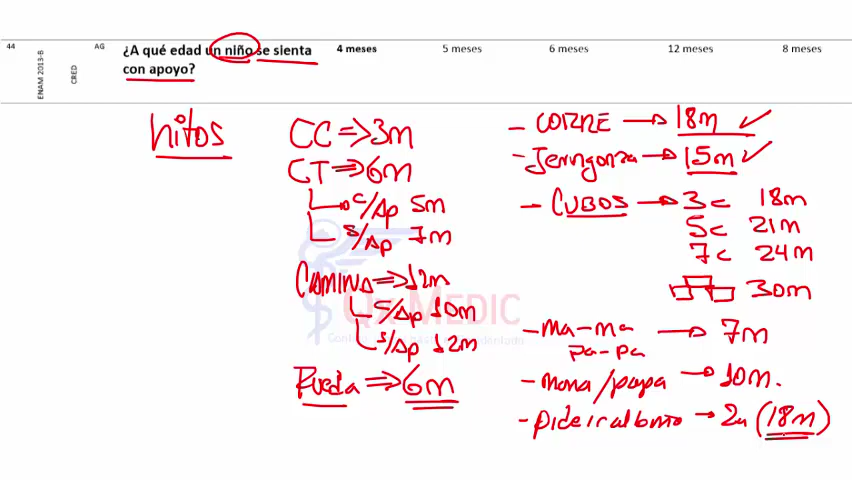 44 ENAM 2013-B CRED AG ¿A qué edad un niño se sienta con apoyo? 4 meses 5 meses 6 meses 12 meses 8 meses
hitos
CC => 3m
CT => 6m
c/Ap 5m
s/Ap 7m
CAMINA => 12m
c/Ap 10m
s/Ap 12m
Rueda => 6m
- CORRE → 18m ✓
- Jeringonza → 15m ✓
- CUBOS → 3c 18m
5c 21m
7c 24m
30m
- ma-ma pa-pa → 7m
- mama/papa → 10m.
- pide ir al baño → 2a (18m)
QX MEDIC